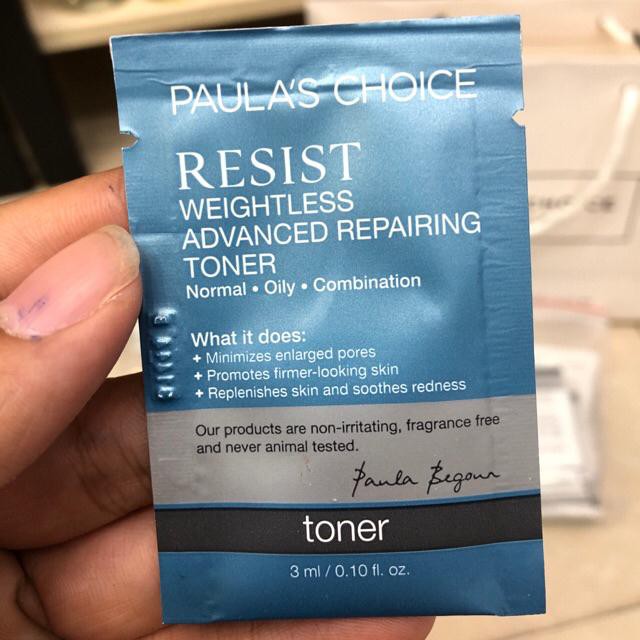 PAULA'S CHOICE
RESIST
WEIGHTLESS
ADVANCED REPAIRING
TONER
Normal • Oily • Combination
What it does:
+ Minimizes enlarged pores
+ Promotes firmer-looking skin
+ Replenishes skin and soothes redness
Our products are non-irritating, fragrance free
and never animal tested.
Paula Begoun
toner
3 ml / 0.10 fl. oz.